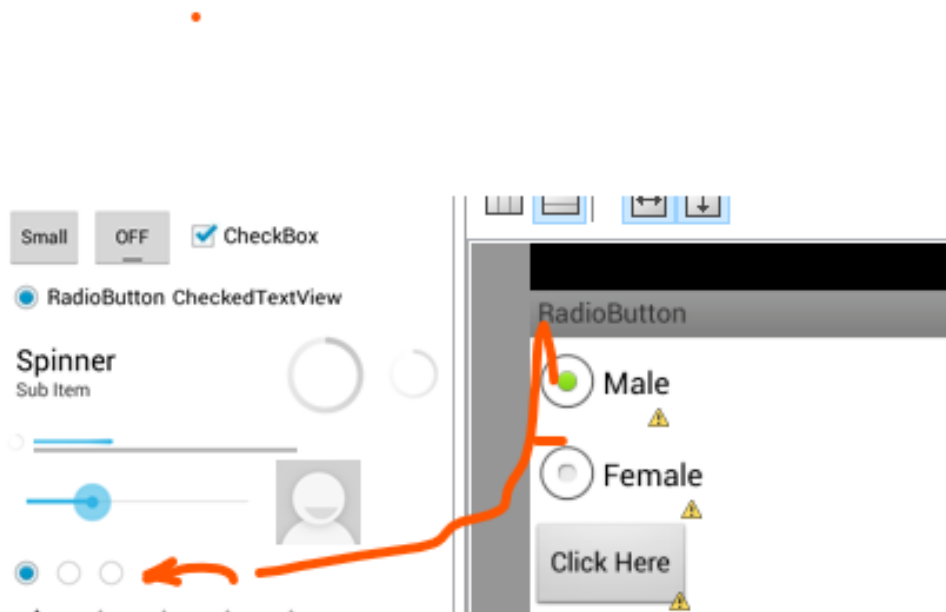 Small OFF CheckBox
RadioButton CheckedTextView
Spinner
Sub Item
RadioButton
Male
Female
Click Here